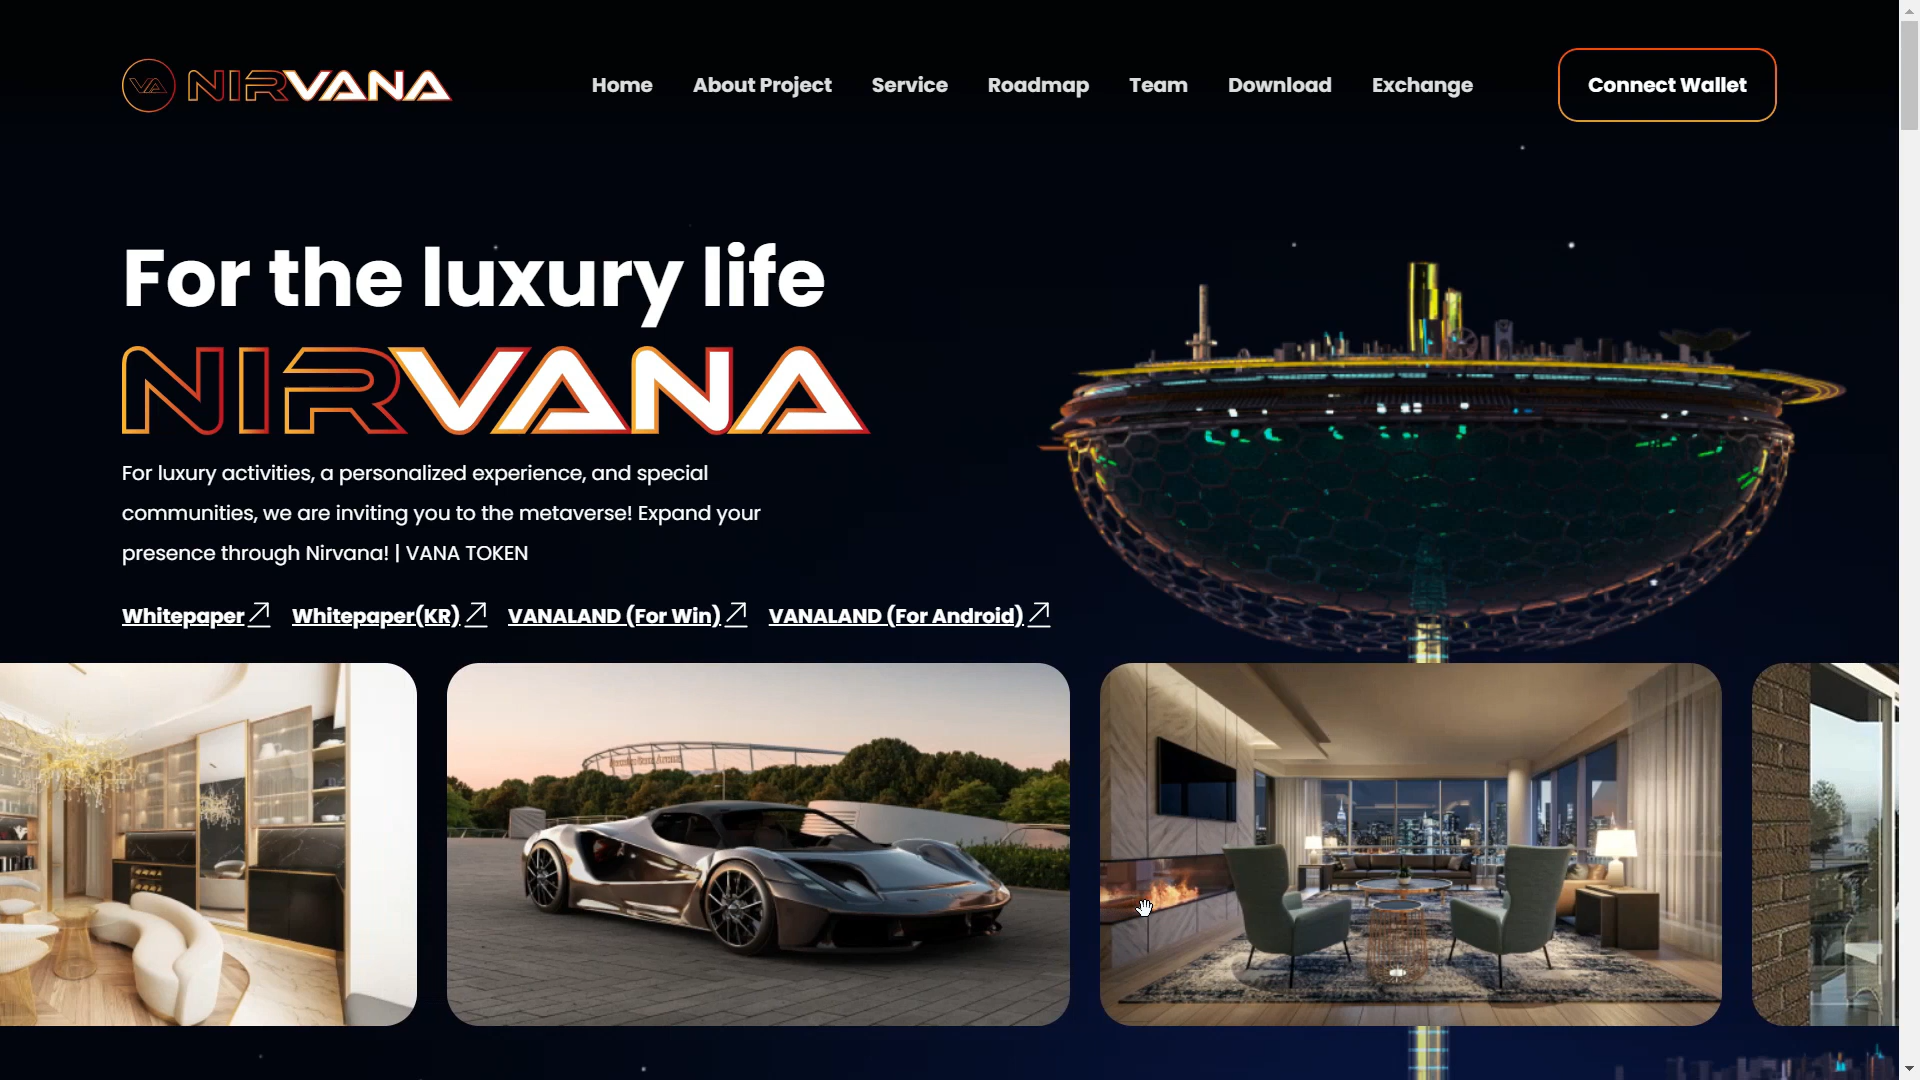 VA NIRVANA
Home About Project Service Roadmap Team Download Exchange Connect Wallet
For the luxury life
NIRVANA
For luxury activities, a personalized experience, and special
communities, we are inviting you to the metaverse! Expand your
presence through Nirvana! | VANA TOKEN
Whitepaper Whitepaper(KR) VANALAND (For Win) VANALAND (For Android)